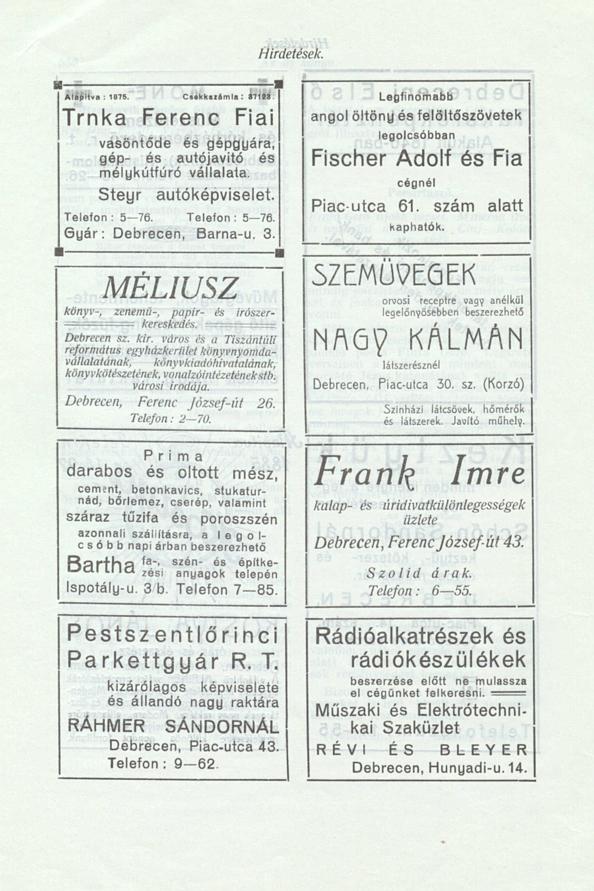 Hirdetések.
Alapitva : 1875. Csekkszámla : 37123.
Trnka Ferenc Fiai
vasöntöde és gépgyára,
gép- és autójavító és
mélykútfúró vállalata.
Steyr autóképviselet.
Telefon : 5—76. Telefon : 5—76.
Gyár : Debrecen, Barna-u. 3.
Legfinomabb
angol öltöny és felöltőszövetek
legolcsóbban
Fischer Adolf és Fia
cégnél
Piac-utca 61. szám alatt
kaphatók.
MÉLIUSZ
könyv-, zenemű-, papir- és irószer-
kereskedés.
Debrecen sz. kir. város és a Tiszántúli
református egyházkerület könyvnyomda-
vállalatának, könyvkiadóhivatalának,
könyvkötészetének, vonalzóintézetének stb.
városi irodája.
Debrecen, Ferenc József-út 26.
Telefon : 2—70.
SZEMÜVEGEK
orvosi receptre vagy anélkül
legelőnyösebben beszerezhető
NAGY KÁLMÁN
látszerésznél
Debrecen, Piac-utca 30. sz. (Korzó)
Szinházi látcsövek, hőmérők
és látszerek. Javító műhely.
Prima
darabos és oltott mész,
cement, betonkavics, stukatur-
nád, bőrlemez, cserép, valamint
száraz tűzifa és poroszszén
azonnali szállításra, a legol-
csóbb napi árban beszerezhető
Bartha fa-, szén- és építke-
zési anyagok telepén
Ispotály-u. 3/b. Telefon 7—85.
Frank Imre
kalap- és úridivatkülönlegességek
üzlete
Debrecen, Ferenc József-út 43.
Szolid árak.
Telefon : 6—55.
Pestszentlőrinci
Parkettgyár R. T.
kizárólagos képviselete
és állandó nagy raktára
RÁHMER SÁNDORNÁL
Debrecen, Piac-utca 43.
Telefon : 9—62.
Rádióalkatrészek és
rádiókészülékek
beszerzése előtt ne mulassza
el cégünket felkeresni.
Műszaki és Elektrótechni-
kai Szaküzlet
RÉVI ÉS BLEYER
Debrecen, Hunyadi-u. 14.